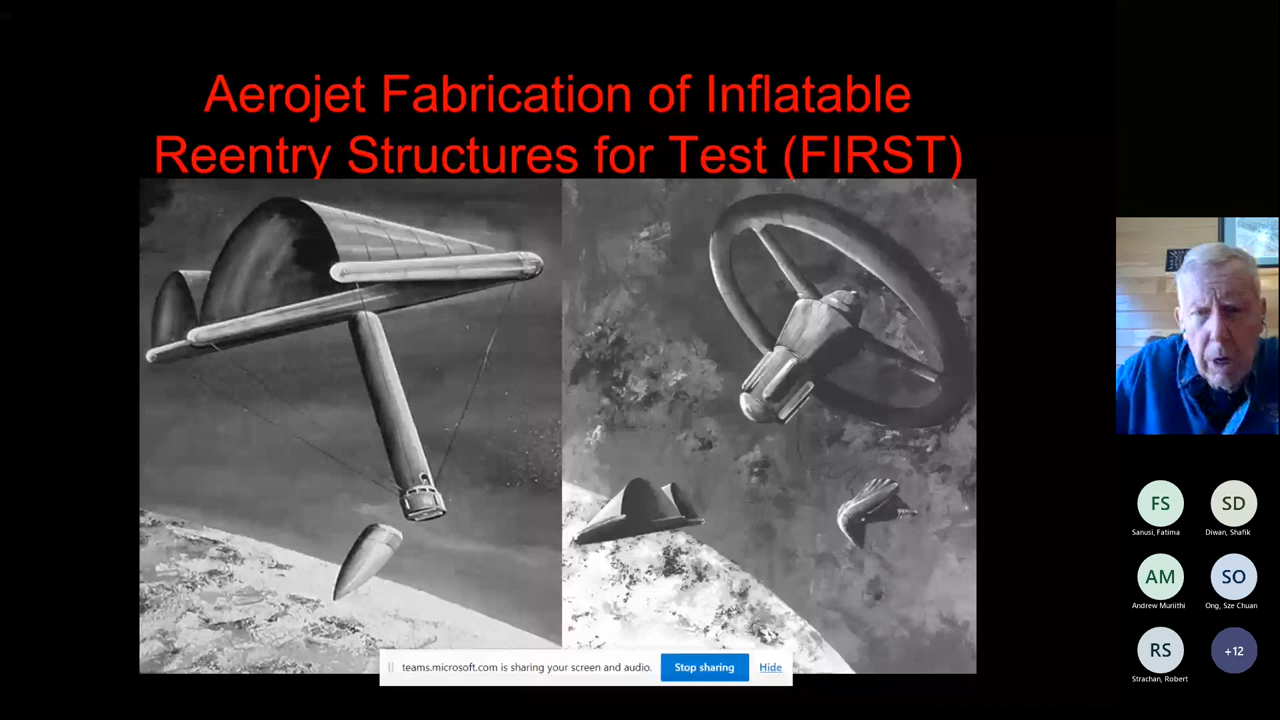 Aerojet Fabrication of Inflatable
Reentry Structures for Test (FIRST)
FS
SD
Sanusi, Fatima
Diwan, Shafik
AM
SO
Andrew Muriithi
Ong, Sze Chuan
RS
+12
Strachan, Robert
teams.microsoft.com is sharing your screen and audio.
Stop sharing
Hide